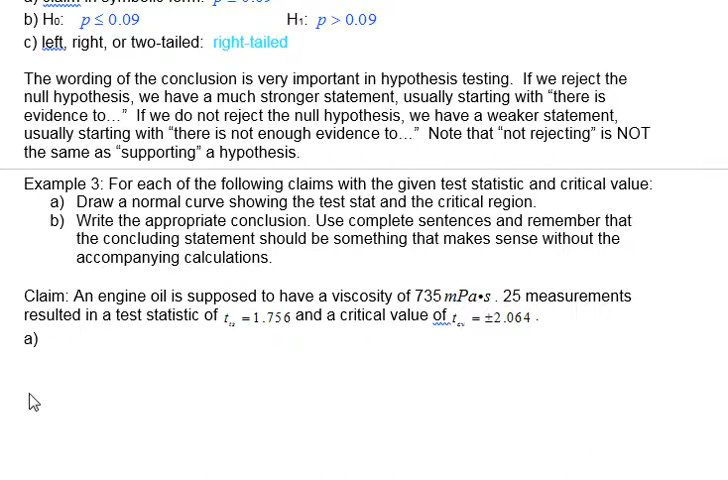 b) H₀: p ≤ 0.09 H₁: p > 0.09
c) left, right, or two-tailed: right-tailed
The wording of the conclusion is very important in hypothesis testing. If we reject the
null hypothesis, we have a much stronger statement, usually starting with “there is
evidence to…” If we do not reject the null hypothesis, we have a weaker statement,
usually starting with “there is not enough evidence to…” Note that “not rejecting” is NOT
the same as “supporting” a hypothesis.
Example 3: For each of the following claims with the given test statistic and critical value:
a) Draw a normal curve showing the test stat and the critical region.
b) Write the appropriate conclusion. Use complete sentences and remember that
the concluding statement should be something that makes sense without the
accompanying calculations.
Claim: An engine oil is supposed to have a viscosity of 735 mPa•s . 25 measurements
resulted in a test statistic of t = 1.756 and a critical value of t = ±2.064 .
a)